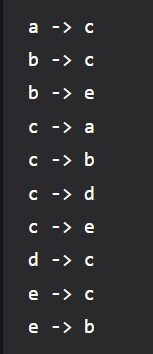 a -> c
b -> c
b -> e
c -> a
c -> b
c -> d
c -> e
d -> c
e -> c
e -> b